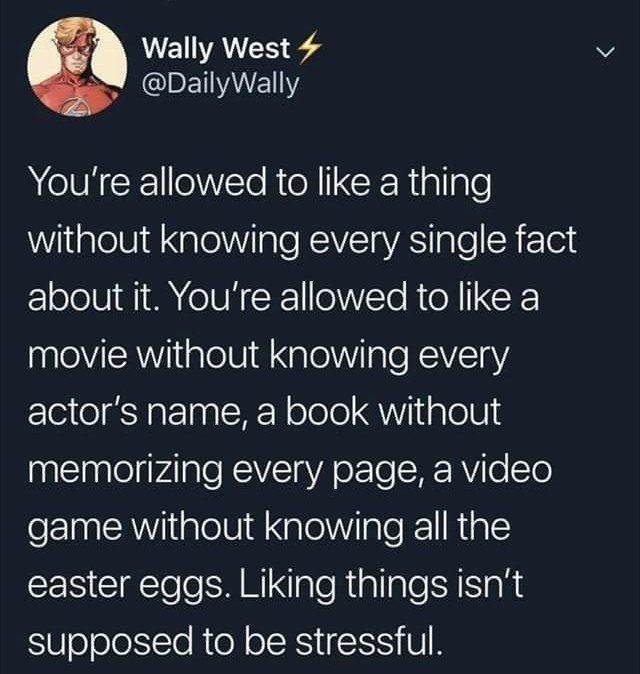 Wally West⚡
@DailyWally
You're allowed to like a thing
without knowing every single fact
about it. You're allowed to like a
movie without knowing every
actor's name, a book without
memorizing every page, a video
game without knowing all the
easter eggs. Liking things isn't
supposed to be stressful.